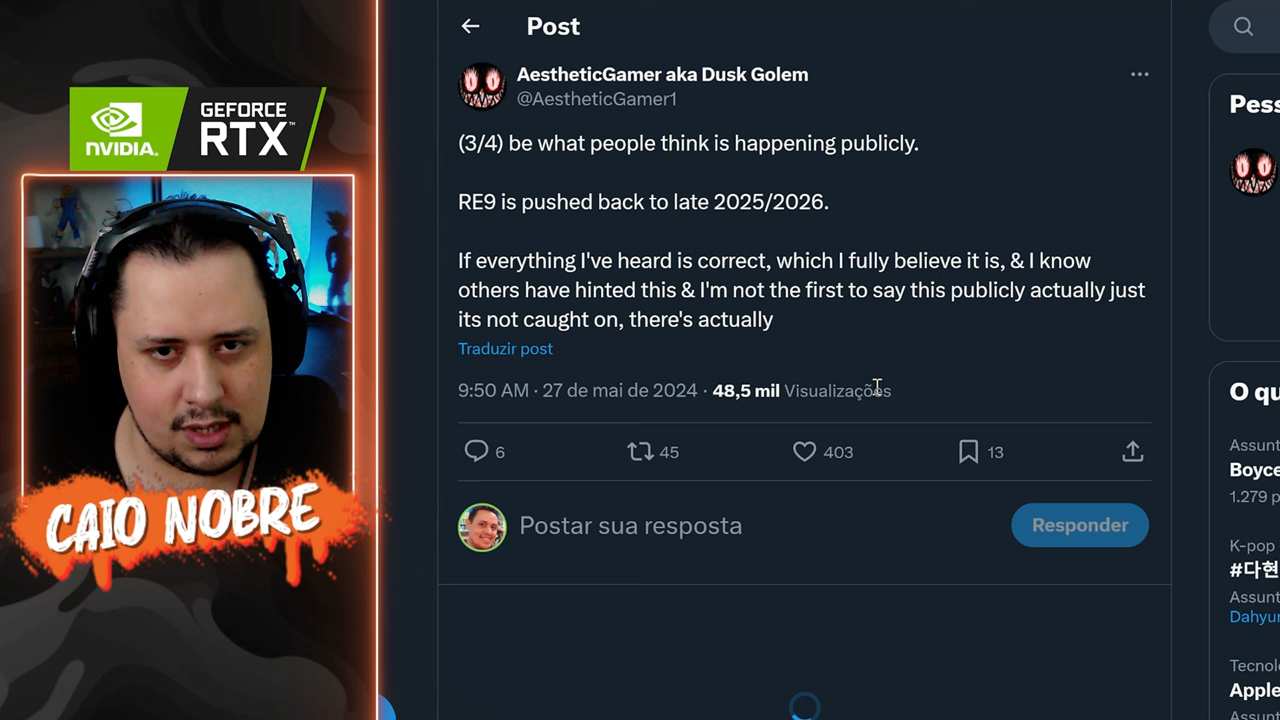 NVIDIA.
GEFORCE
RTX™
CAIO NOBRE
Post
AestheticGamer aka Dusk Golem
@AestheticGamer1
(3/4) be what people think is happening publicly.
RE9 is pushed back to late 2025/2026.
If everything I've heard is correct, which I fully believe it is, & I know
others have hinted this & I'm not the first to say this publicly actually just
its not caught on, there's actually
Traduzir post
9:50 AM · 27 de mai de 2024 · 48,5 mil Visualizações
6 45 403 13
Postar sua resposta
Responder
Pess
O qu
Assunt
Boyce
1.279 p
K-pop
#다현
Assunt
Dahyu
Tecnol
Apple
Assunt